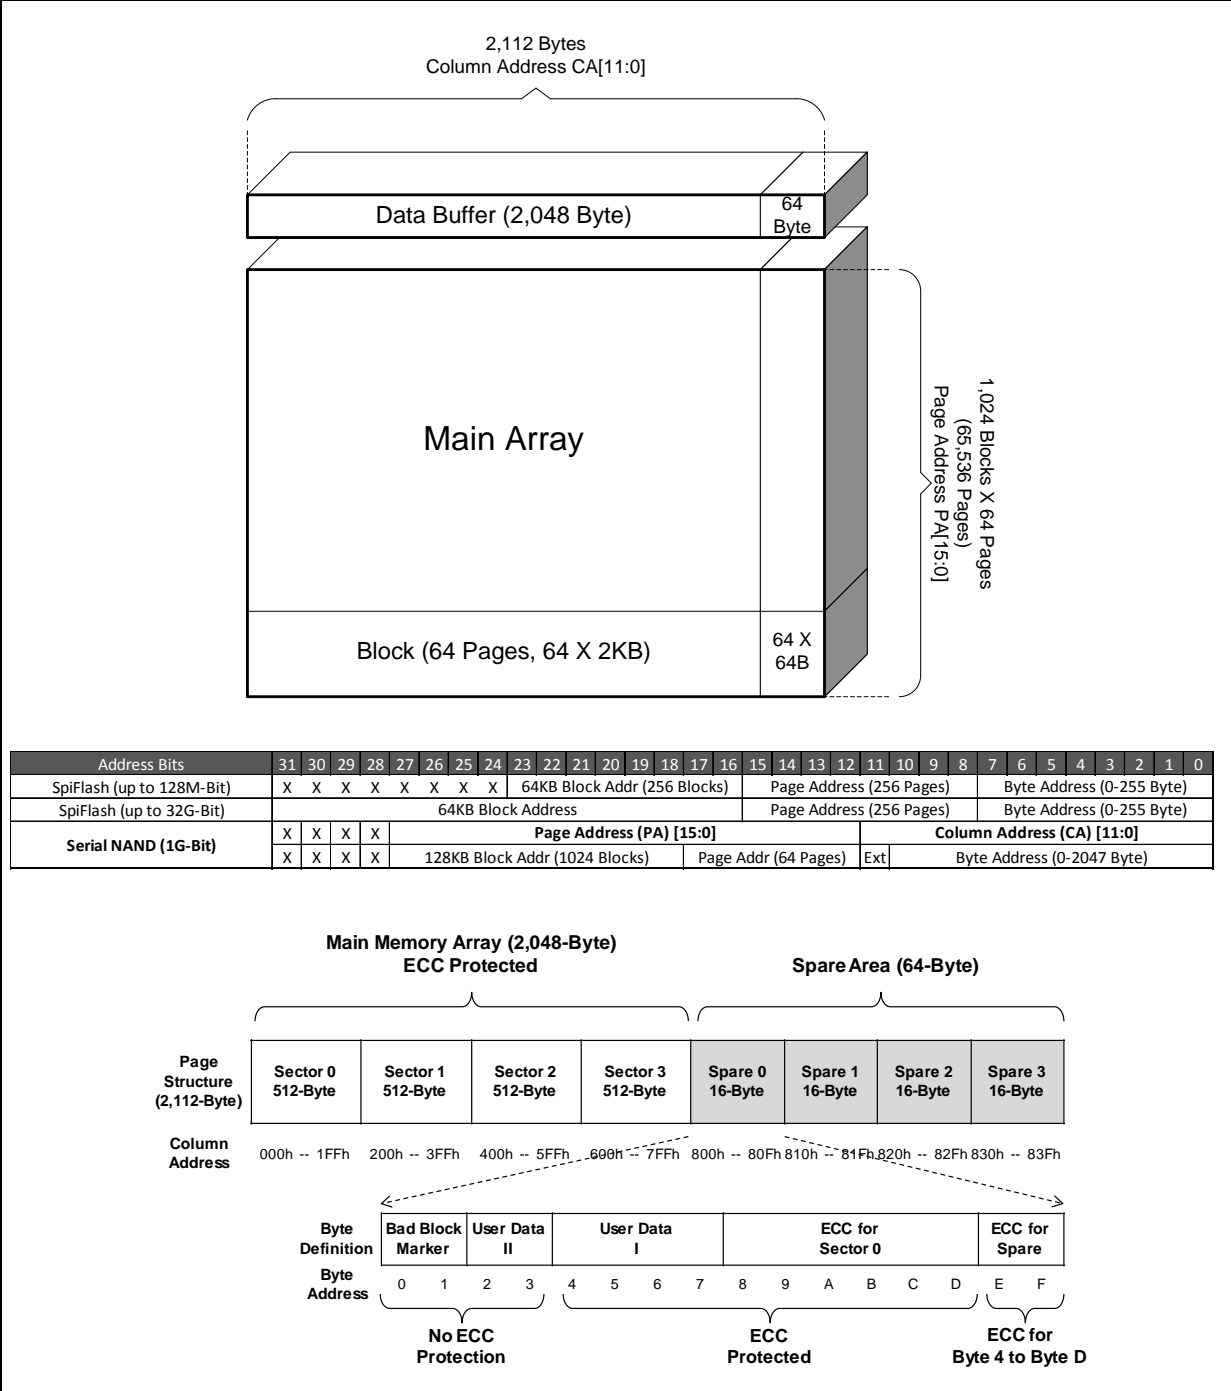 2,112 Bytes
Column Address CA[11:0]
Data Buffer (2,048 Byte)
64
Byte
Main Array
1,024 Blocks X 64 Pages
(65,536 Pages)
Page Address PA[15:0]
Block (64 Pages, 64 X 2KB)
64 X
64B
Address Bits 31 30 29 28 27 26 25 24 23 22 21 20 19 18 17 16 15 14 13 12 11 10 9 8 7 6 5 4 3 2 1 0
SpiFlash (up to 128M-Bit) X X X X X X X X 64KB Block Addr (256 Blocks) Page Address (256 Pages) Byte Address (0-255 Byte)
SpiFlash (up to 32G-Bit) 64KB Block Address Page Address (256 Pages) Byte Address (0-255 Byte)
Serial NAND (1G-Bit)
X X X X Page Address (PA) [15:0] Column Address (CA) [11:0]
X X X X 128KB Block Addr (1024 Blocks) Page Addr (64 Pages) Ext Byte Address (0-2047 Byte)
Main Memory Array (2,048-Byte)
ECC Protected
Spare Area (64-Byte)
Page
Structure
(2,112-Byte)
Sector 0 Sector 1 Sector 2 Sector 3 Spare 0 Spare 1 Spare 2 Spare 3
512-Byte 512-Byte 512-Byte 512-Byte 16-Byte 16-Byte 16-Byte 16-Byte
Column
Address
000h -- 1FFh 200h -- 3FFh 400h -- 5FFh 600h -- 7FFh 800h -- 80Fh 810h -- 81Fh 820h -- 82Fh 830h -- 83Fh
Byte
Definition
Bad Block
Marker
User Data
II
User Data
I
ECC for
Sector 0
ECC for
Spare
Byte
Address
0 1 2 3 4 5 6 7 8 9 A B C D E F
No ECC
Protection
ECC
Protected
ECC for
Byte 4 to Byte D